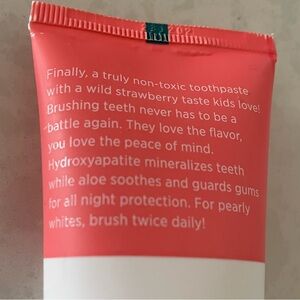 Finally, a truly non-toxic toothpaste
with a wild strawberry taste kids love!
Brushing teeth never has to be a
battle again. They love the flavor,
you love the peace of mind.
Hydroxyapatite mineralizes teeth
while aloe soothes and guards gums
for all night protection. For pearly
whites, brush twice daily!